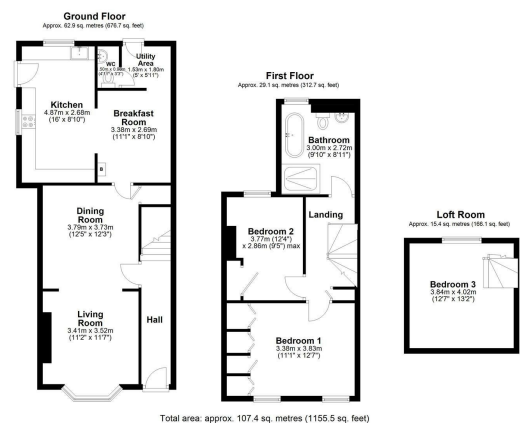 Ground Floor
Approx. 62.9 sq. metres (676.7 sq. feet)
WC
Utility
Area
1.53m x 1.80m
(5' x 5'11")
Kitchen
4.87m x 2.68m
(16' x 8'10")
Breakfast
Room
3.38m x 2.69m
(11'1" x 8'10")
B
Dining
Room
3.79m x 3.73m
(12'5" x 12'3")
Living
Room
3.41m x 3.52m
(11'2" x 11'7")
Hall
First Floor
Approx. 29.1 sq. metres (312.7 sq. feet)
Bathroom
3.00m x 2.72m
(9'10" x 8'11")
Landing
Bedroom 2
3.77m (12'4")
x 2.86m (9'5") max
Bedroom 1
3.38m x 3.83m
(11'1" x 12'7")
Loft Room
Approx. 15.4 sq. metres (166.1 sq. feet)
Bedroom 3
3.84m x 4.02m
(12'7" x 13'2")
Total area: approx. 107.4 sq. metres (1155.5 sq. feet)